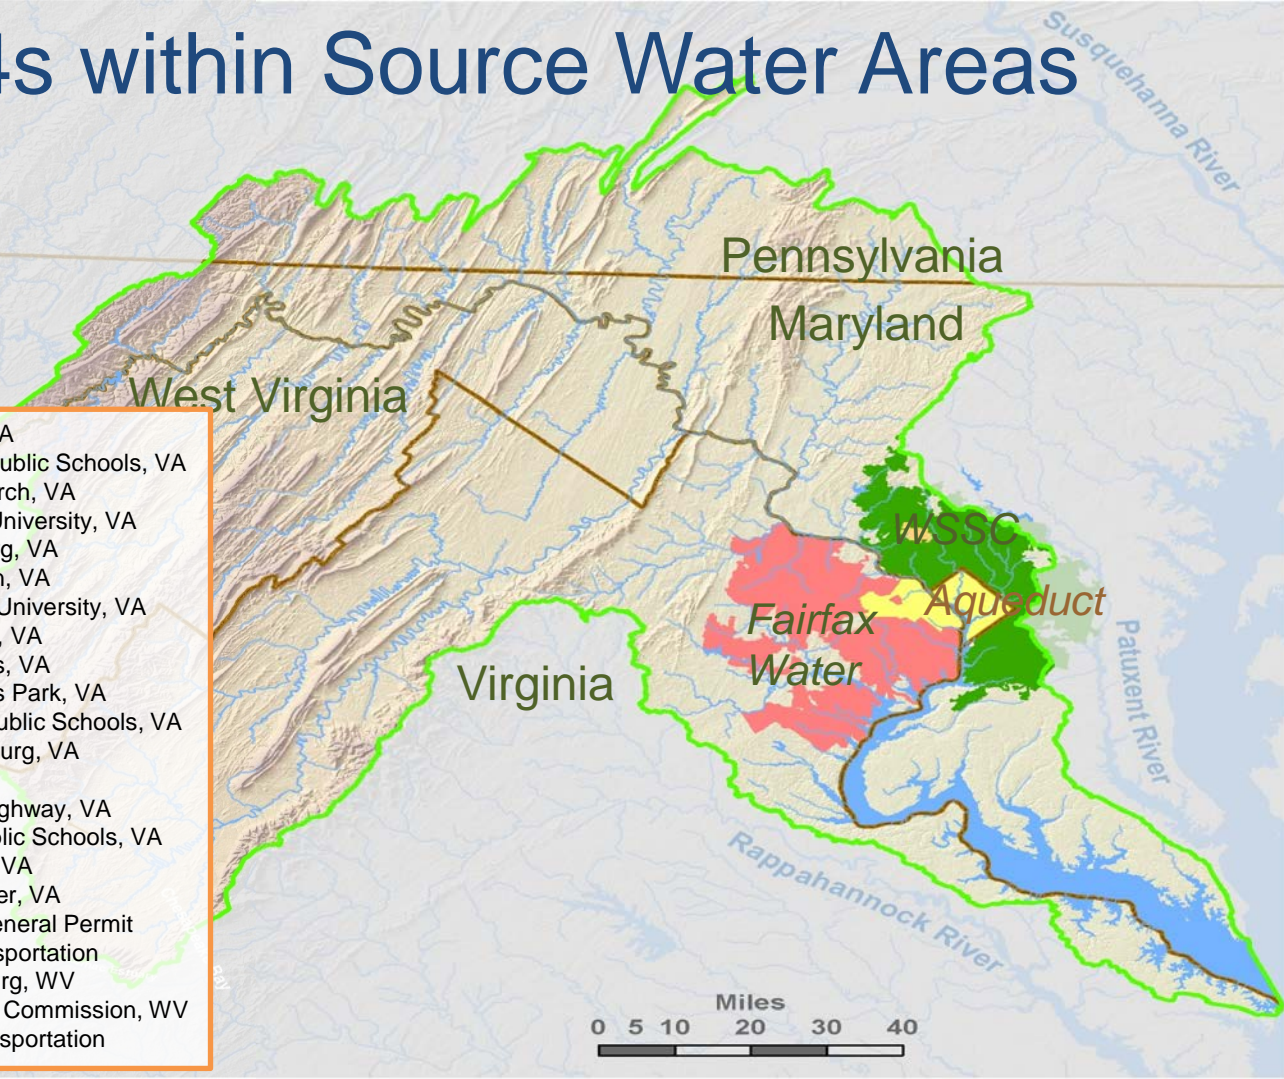 4s within Source Water Areas
Susquehanna River
Pennsylvania
Maryland
West Virginia
WSSC
Aqueduct
Fairfax
Water
Virginia
Patuxent River
Rappahannock River
A
ublic Schools, VA
rch, VA
University, VA
g, VA
n, VA
University, VA
, VA
s, VA
s Park, VA
ublic Schools, VA
urg, VA
ghway, VA
lic Schools, VA
VA
er, VA
eneral Permit
sportation
rg, WV
Commission, WV
sportation
Miles
0 5 10 20 30 40